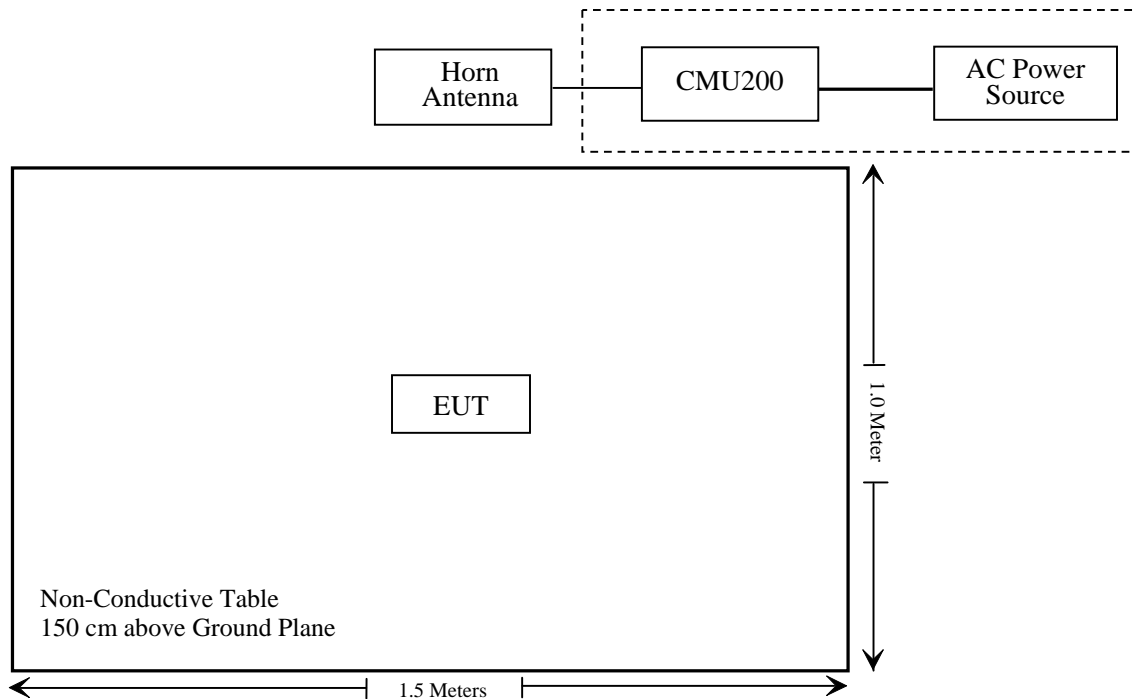 Horn
Antenna
CMU200
AC Power
Source
EUT
1.0 Meter
Non-Conductive Table
150 cm above Ground Plane
1.5 Meters